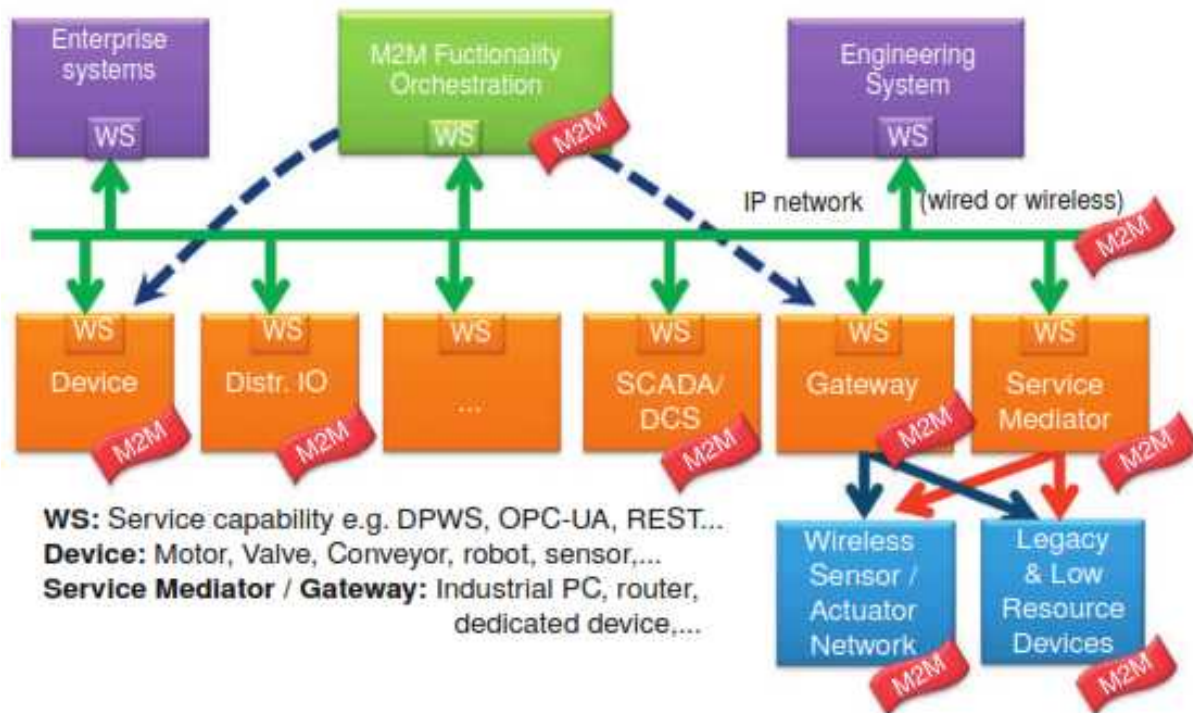 Enterprise
systems
WS
M2M Fuctionality
Orchestration
WS
M2M
Engineering
System
WS
IP network
(wired or wireless)
M2M
WS
Device
M2M
WS
Distr. IO
M2M
WS
...
WS
SCADA/
DCS
M2M
WS
Gateway
M2M
WS
Service
Mediator
M2M
WS: Service capability e.g. DPWS, OPC-UA, REST...
Device: Motor, Valve, Conveyor, robot, sensor,...
Service Mediator / Gateway: Industrial PC, router,
dedicated device,...
Wireless
Sensor /
Actuator
Network
M2M
Legacy
& Low
Resource
Devices
M2M